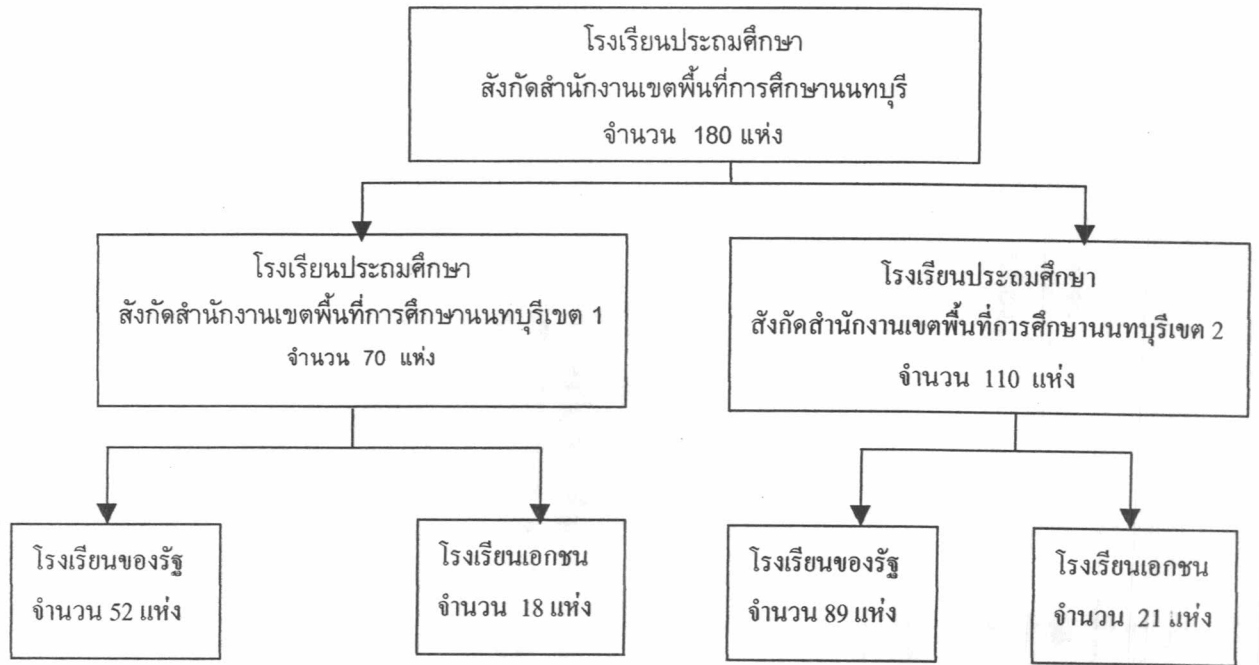 โรงเรียนประถมศึกษา
สังกัดสำนักงานเขตพื้นที่การศึกษานนทบุรี
จำนวน 180 แห่ง
โรงเรียนประถมศึกษา
สังกัดสำนักงานเขตพื้นที่การศึกษานนทบุรีเขต 1
จำนวน 70 แห่ง
โรงเรียนประถมศึกษา
สังกัดสำนักงานเขตพื้นที่การศึกษานนทบุรีเขต 2
จำนวน 110 แห่ง
โรงเรียนของรัฐ
จำนวน 52 แห่ง
โรงเรียนเอกชน
จำนวน 18 แห่ง
โรงเรียนของรัฐ
จำนวน 89 แห่ง
โรงเรียนเอกชน
จำนวน 21 แห่ง